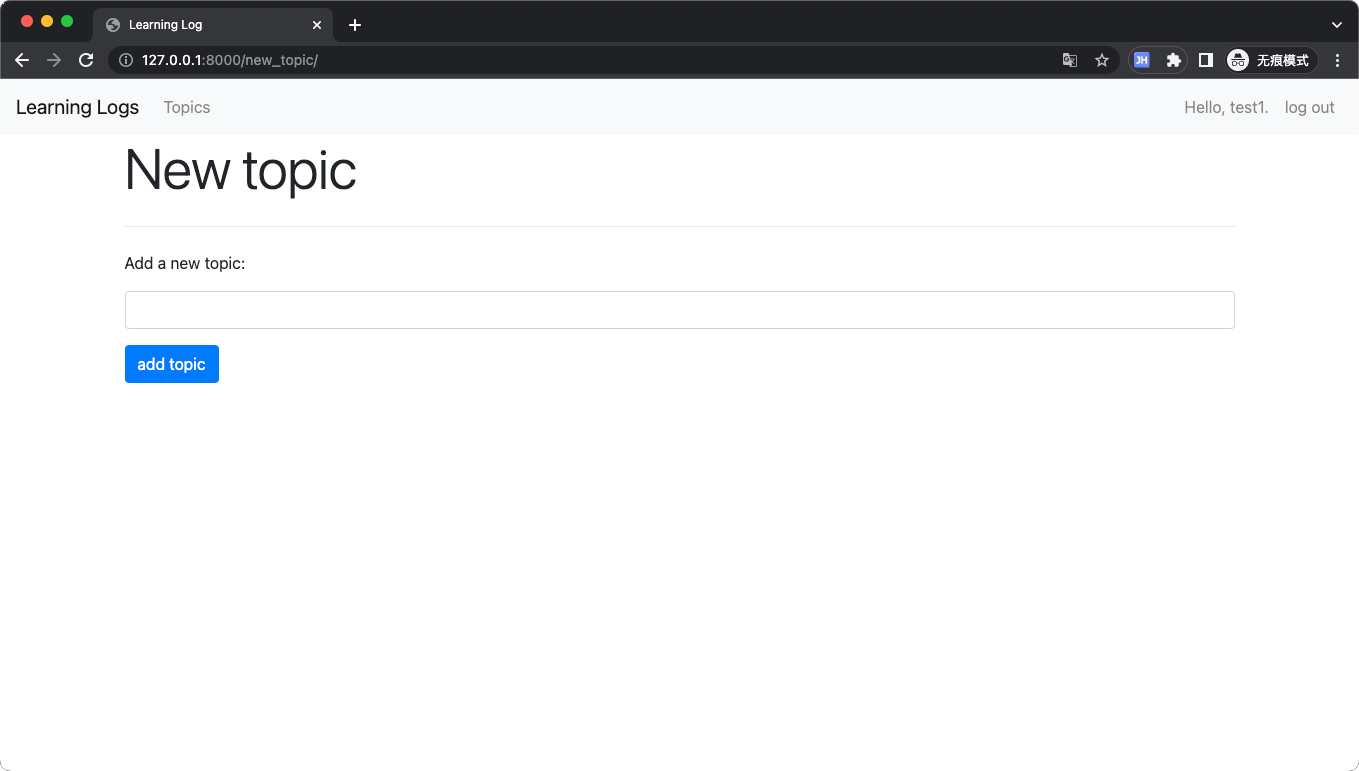 Learning Log
127.0.0.1:8000/new_topic/
JH
无痕模式
Learning Logs Topics Hello, test1. log out
New topic
Add a new topic:
add topic